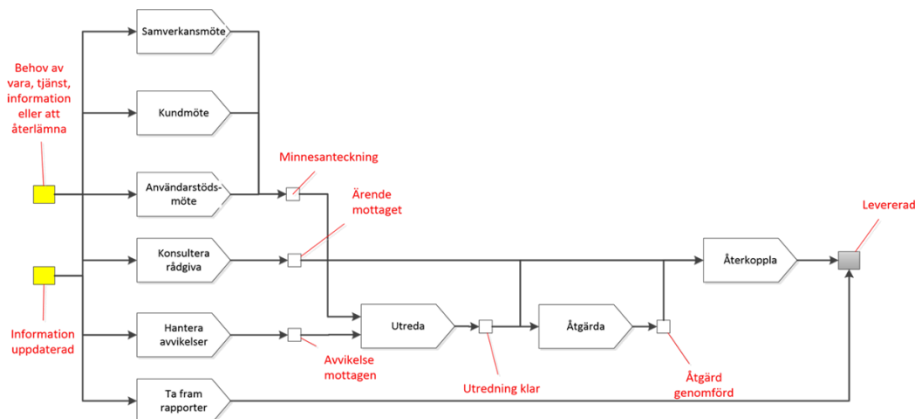 Samverkansmöte
Behov av
vara, tjänst,
information
eller att
återlämna
Kundmöte
Minnesanteckning
Användarstöds-
möte
Ärende
mottaget
Levererad
Konsultera
rådgiva
Återkoppla
Information
uppdaterad
Hantera
avvikelser
Utreda
Åtgärda
Avvikelse
mottagen
Utredning klar
Åtgärd
genomförd
Ta fram
rapporter